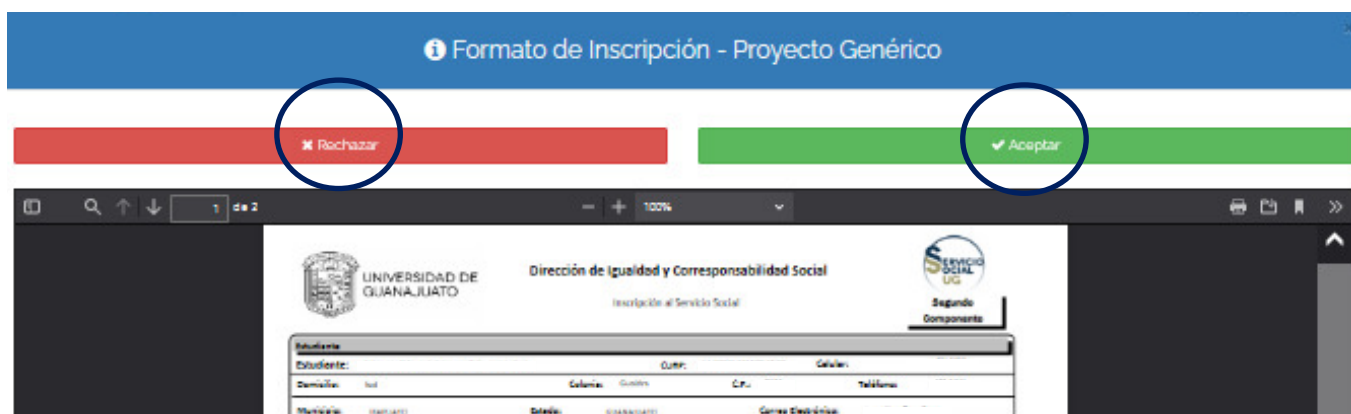 Formato de Inscripción - Proyecto Genérico
Rechazar
Aceptar
1 de 2
100%
UNIVERSIDAD DE
GUANAJUATO
Dirección de Igualdad y Corresponsabilidad Social
Inscripción al Servicio Social
SERVICIO
SOCIAL
UG
Segundo
Componente
Estudiante
Estudiante: CURP: Celular:
Domicilio: Colonia: C.P.: Teléfono:
Municipio: Estado: GUANAJUATO Correo Electrónico: